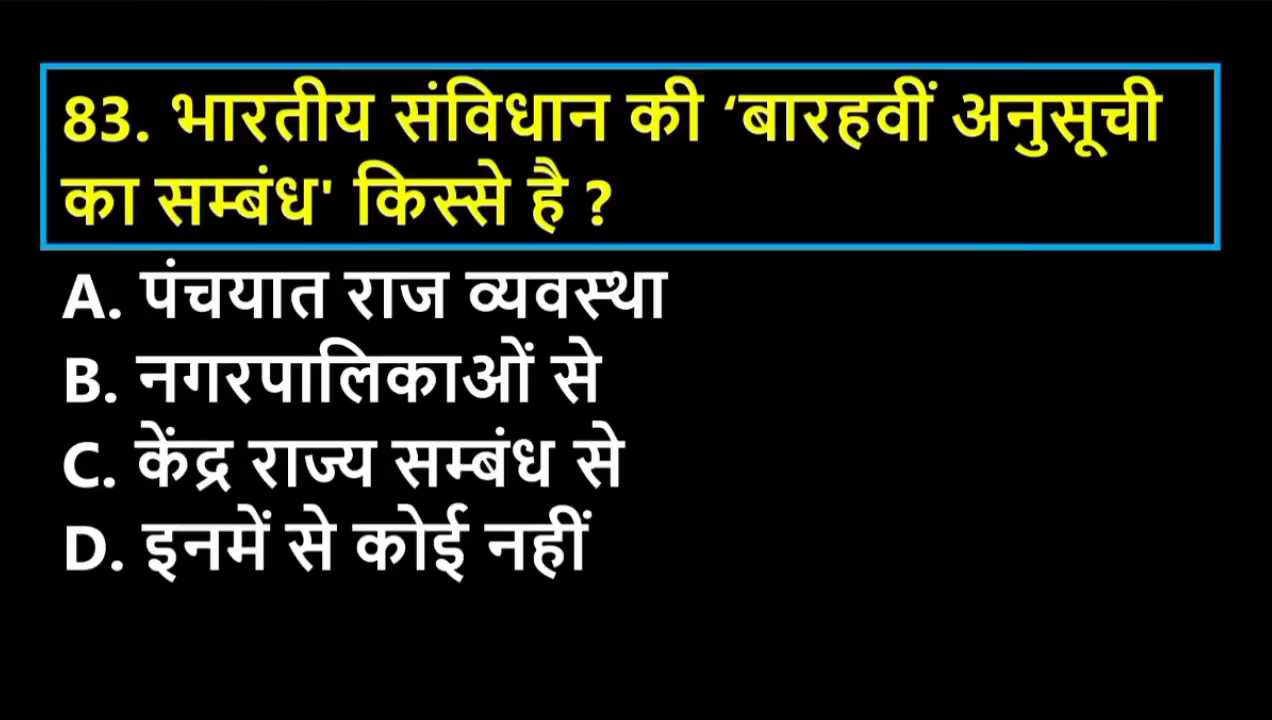 83. भारतीय संविधान की ‘बारहवीं अनुसूची
का सम्बंध' किस्से है ?
A. पंचयात राज व्यवस्था
B. नगरपालिकाओं से
C. केंद्र राज्य सम्बंध से
D. इनमें से कोई नहीं